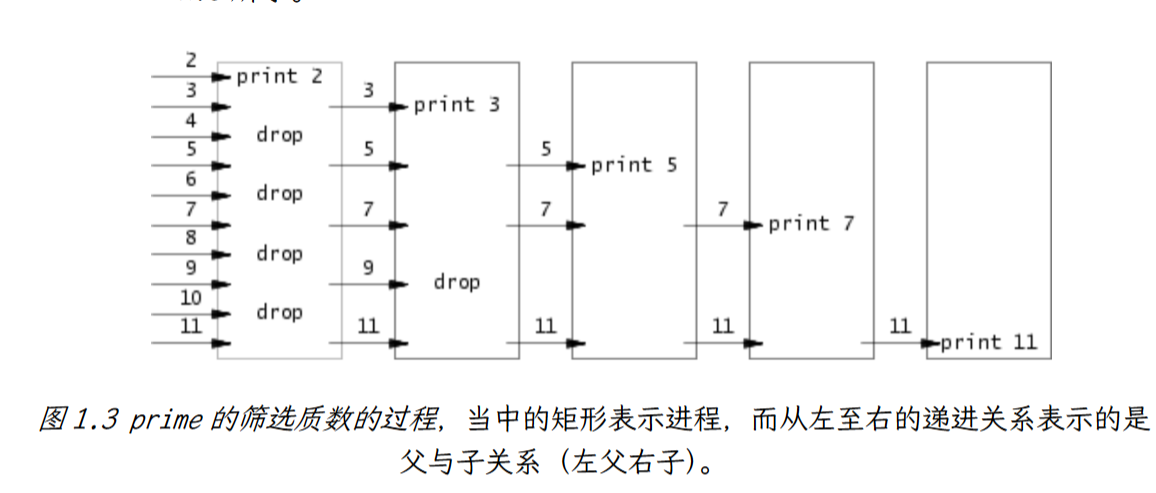 2 print 2
3 3 print 3
4 drop
5 5 5 print 5
6 drop
7 7 7 7 print 7
8 drop
9 9 drop
10 drop
11 11 11 11 11 print 11
图 1.3 prime 的筛选质数的过程, 当中的矩形表示进程, 而从左至右的递进关系表示的是
父与子关系 (左父右子)。